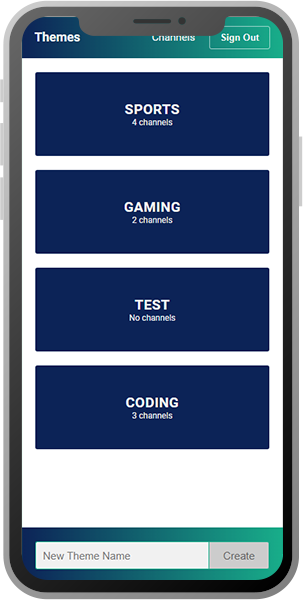 Themes
Channels
Sign Out
SPORTS
4 channels
GAMING
2 channels
TEST
No channels
CODING
3 channels
New Theme Name
Create